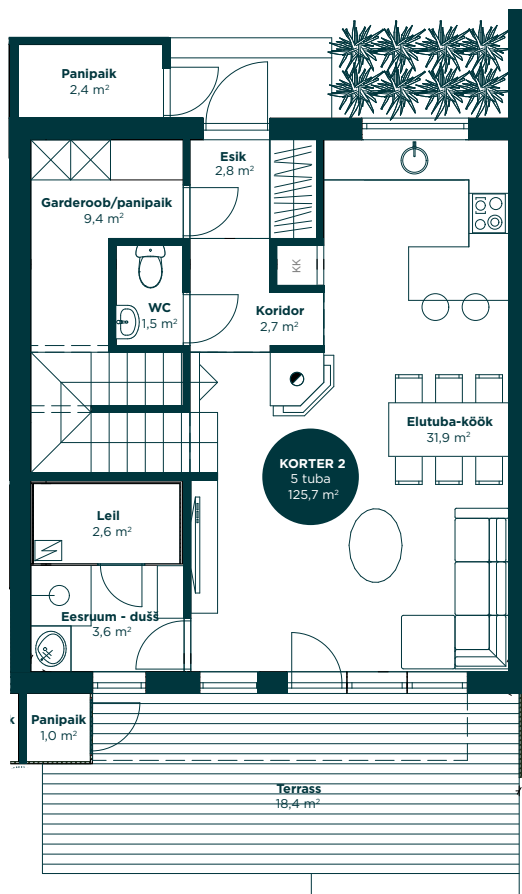 Panipaik
2,4 m²
Esik
2,8 m²
Garderoob/panipaik
9,4 m²
KK
WC
1,5 m²
Koridor
2,7 m²
Elutuba-köök
31,9 m²
KORTER 2
5 tuba
125,7 m²
Leil
2,6 m²
Eesruum - dušš
3,6 m²
k
Panipaik
1,0 m²
Terrass
18,4 m²